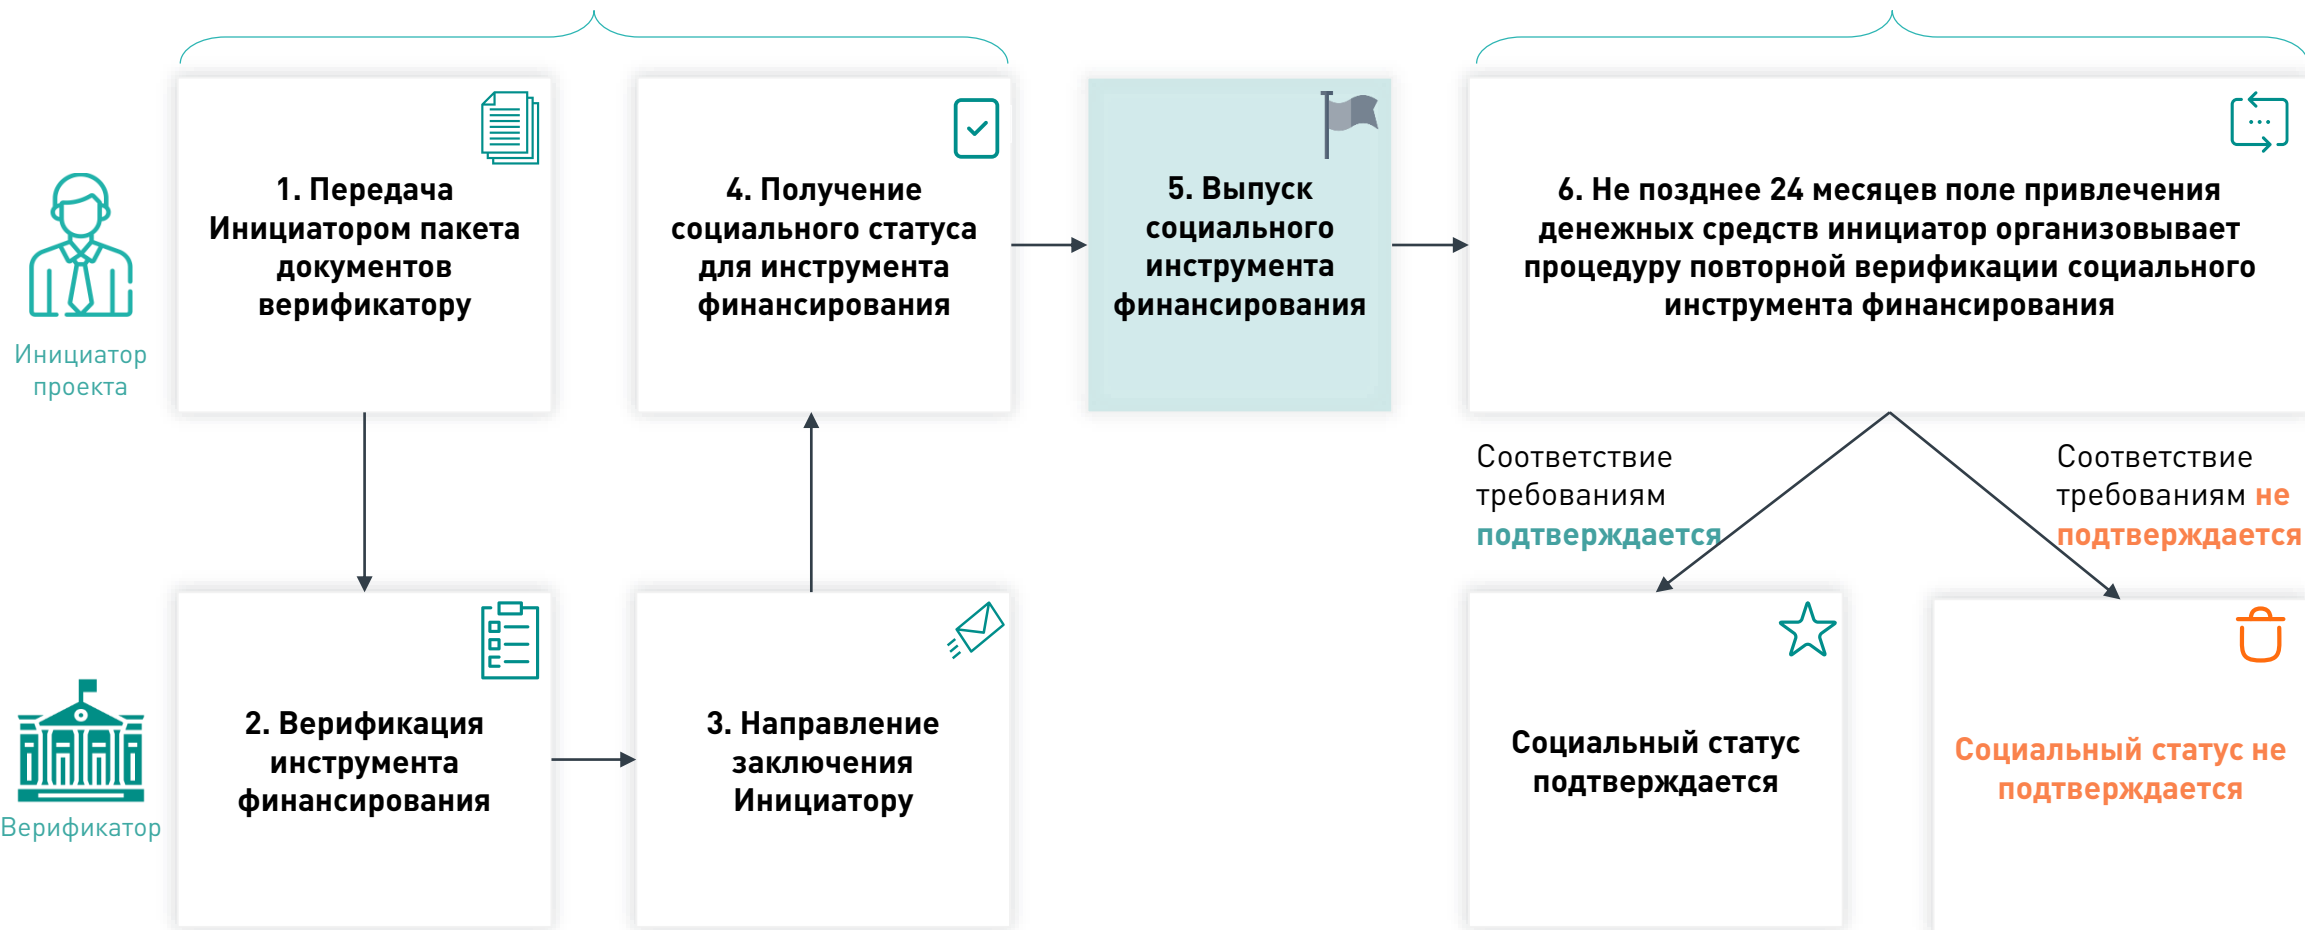 Инициатор
проекта
1. Передача
Инициатором пакета
документов
верификатору
4. Получение
социального статуса
для инструмента
финансирования
5. Выпуск
социального
инструмента
финансирования
6. Не позднее 24 месяцев поле привлечения
денежных средств инициатор организовывает
процедуру повторной верификации социального
инструмента финансирования
Соответствие
требованиям
подтверждается
Соответствие
требованиям не
подтверждается
Верификатор
2. Верификация
инструмента
финансирования
3. Направление
заключения
Инициатору
Социальный статус
подтверждается
Социальный статус не
подтверждается